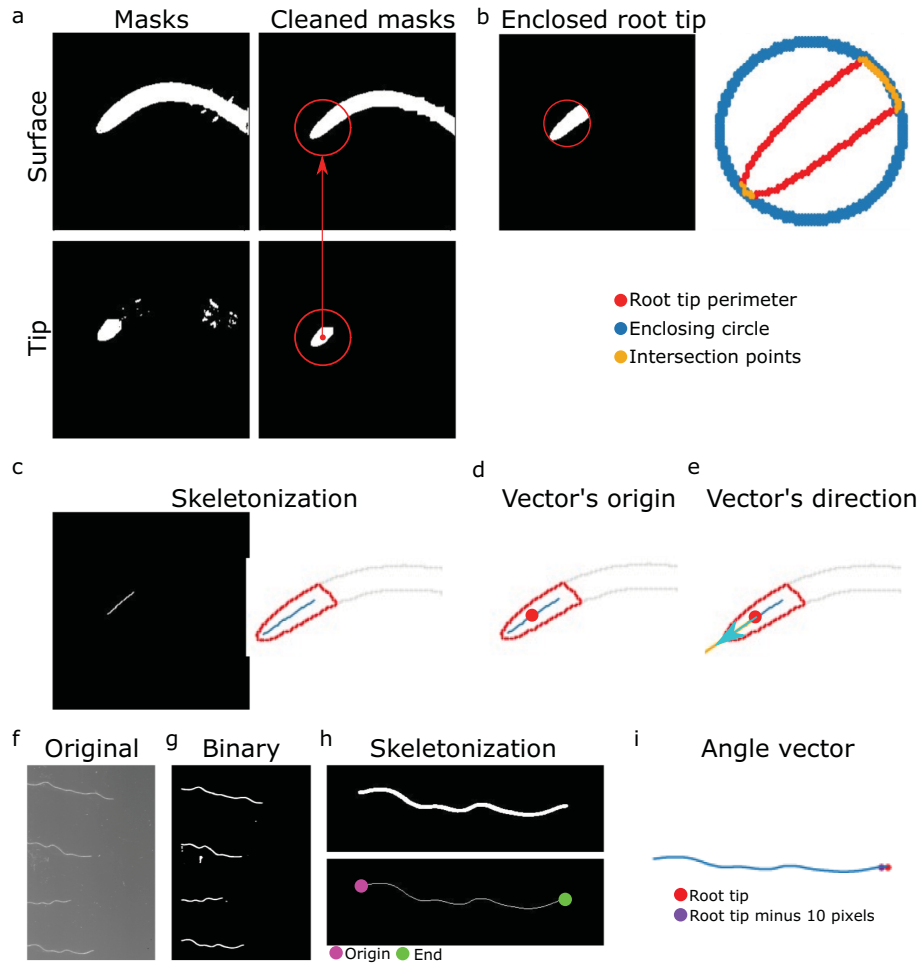 a
Masks
Cleaned masks
b
Enclosed root tip
Surface
Tip
Root tip perimeter
Enclosing circle
Intersection points
c
Skeletonization
d
Vector's origin
e
Vector's direction
f
Original
g
Binary
h
Skeletonization
i
Angle vector
Root tip
Root tip minus 10 pixels
Origin
End